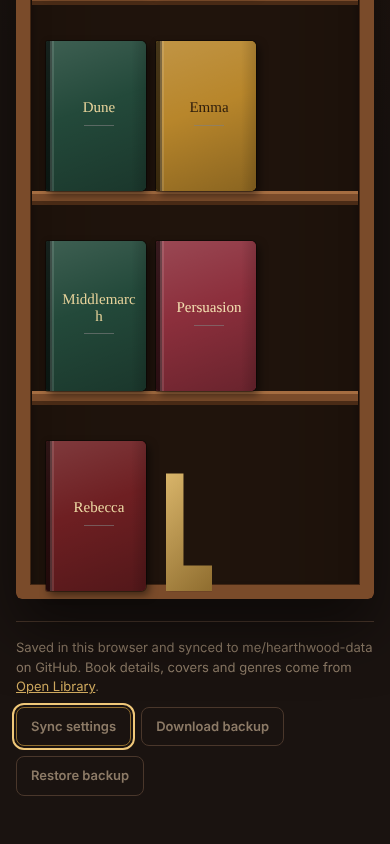 Dune
Emma
Middlemarc
h
Persuasion
Rebecca
Saved in this browser and synced to me/hearthwood-data
on GitHub. Book details, covers and genres come from
Open Library.
Sync settings
Download backup
Restore backup